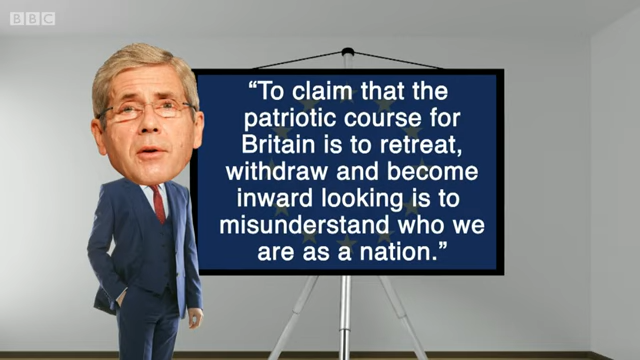 BBC
“To claim that the
patriotic course for
Britain is to retreat,
withdraw and become
inward looking is to
misunderstand who we
are as a nation.”